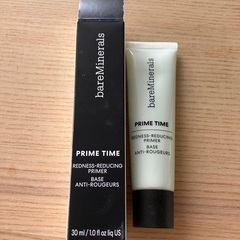 bareMinerals
PRIME TIME
REDNESS-REDUCING
PRIMER
BASE
ANTI-ROUGEURS
30 ml / 1.0 fl oz liq US
bareMinerals
PRIME TIME
REDNESS-REDUCING
PRIMER
BASE
ANTI-ROUGEURS